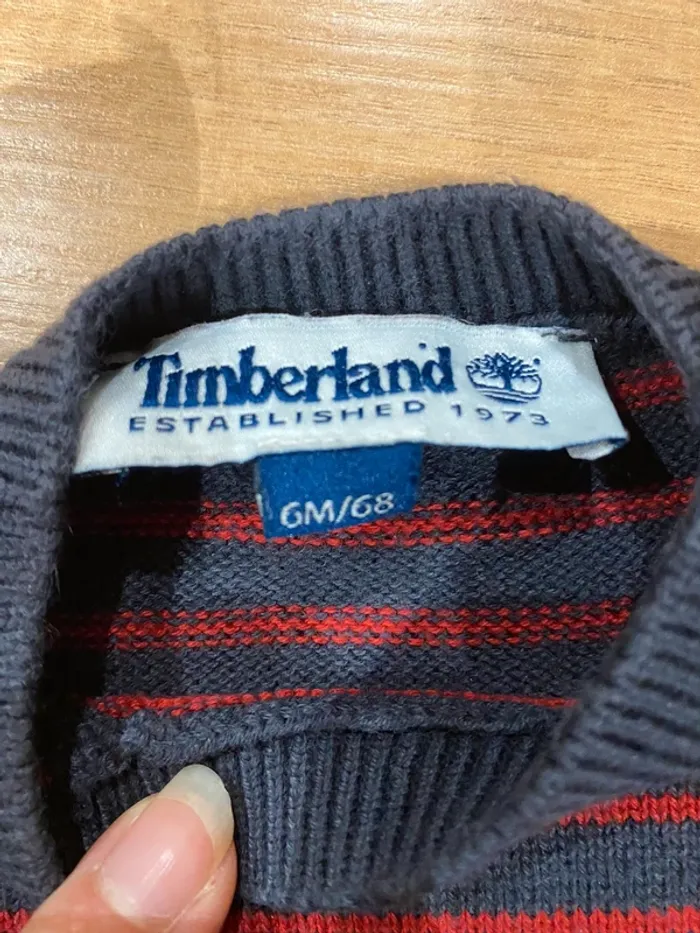 Timberland
ESTABLISHED 1973
6M/68